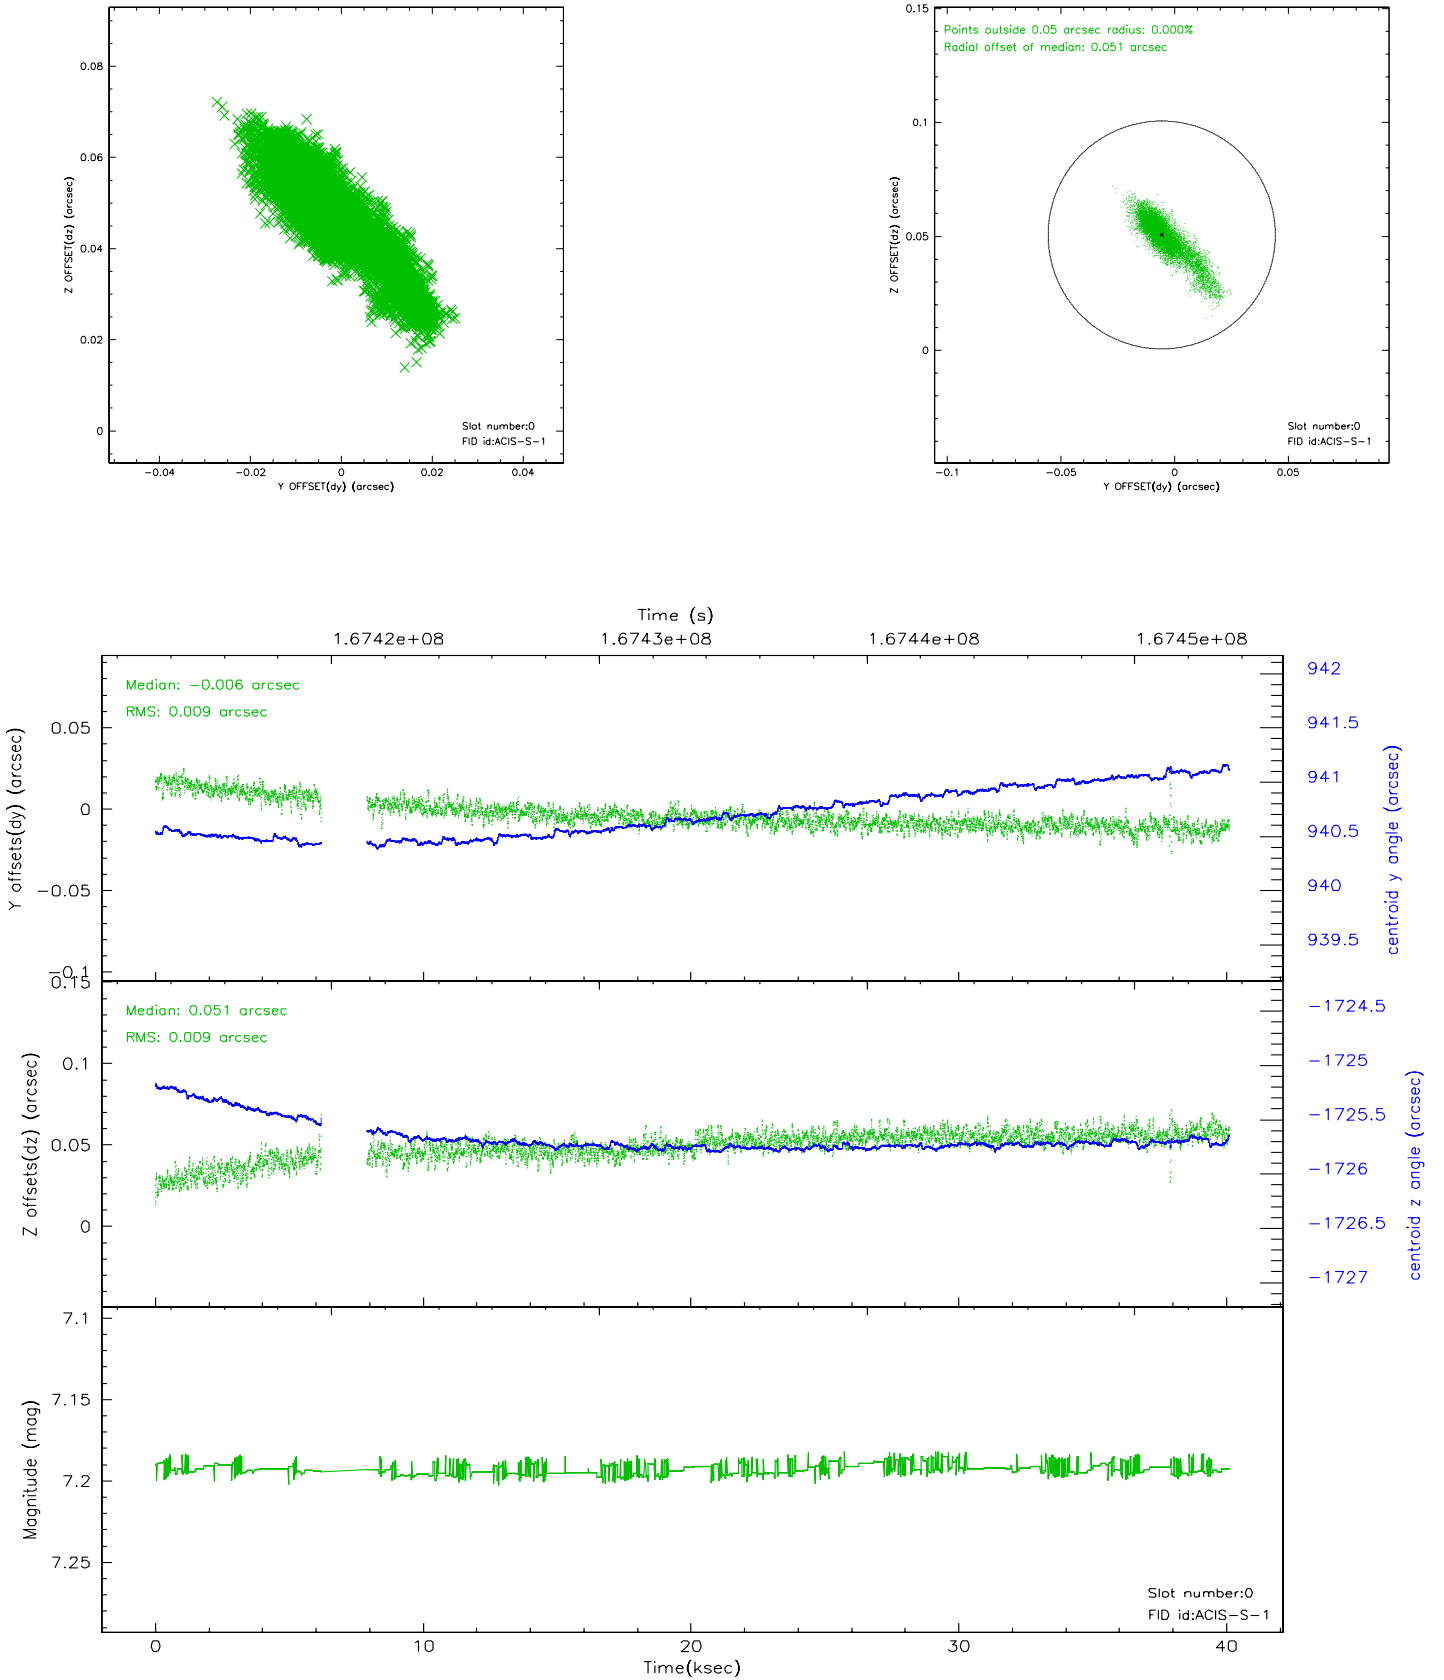 0.08
0.06
0.04
0.02
0
Z OFFSET(dz) (arcsec)
Slot number:0
FID id:ACIS-S-1
-0.04 -0.02 0 0.02 0.04
Y OFFSET(dy) (arcsec)
0.15
0.1
0.05
0
Z OFFSET(dz) (arcsec)
Points outside 0.05 arcsec radius: 0.000%
Radial offset of median: 0.051 arcsec
Slot number:0
FID id:ACIS-S-1
-0.1 -0.05 0 0.05
Y OFFSET(dy) (arcsec)
Time (s)
1.6742e+08 1.6743e+08 1.6744e+08 1.6745e+08
Median: -0.006 arcsec
RMS: 0.009 arcsec
0.05
0
-0.05
-0.1
Y offsets(dy) (arcsec)
942
941.5
941
940.5
940
939.5
centroid y angle (arcsec)
0.15
0.1
0.05
0
Z offsets(dz) (arcsec)
Median: 0.051 arcsec
RMS: 0.009 arcsec
-1724.5
-1725
-1725.5
-1726
-1726.5
-1727
centroid z angle (arcsec)
7.1
7.15
7.2
7.25
Magnitude (mag)
Slot number:0
FID id:ACIS-S-1
0 10 20 30 40
Time(ksec)